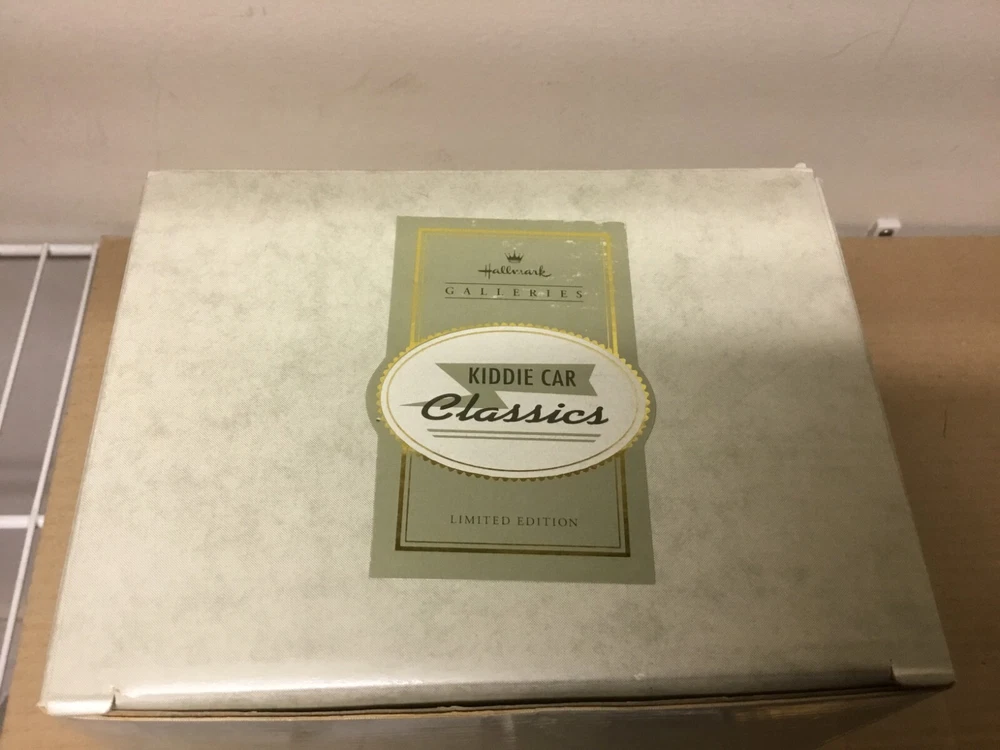 Hallmark
GALLERIES
KIDDIE CAR
Classics
LIMITED EDITION